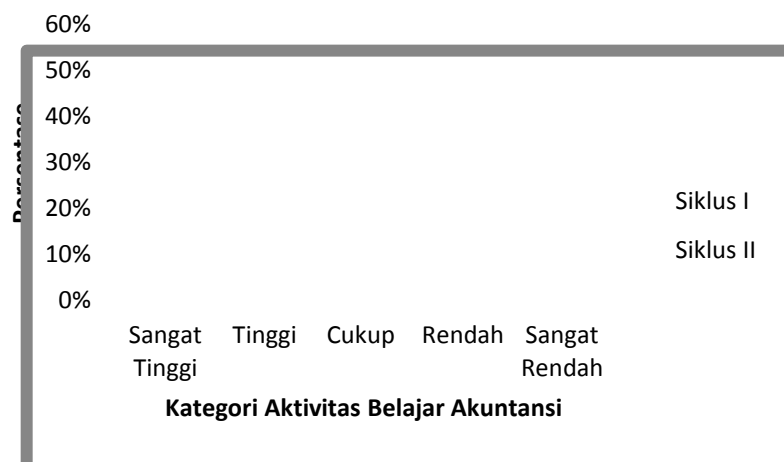 60%
50%
40%
30%
20%
10%
0%
Persentase
Siklus I
Siklus II
Sangat Tinggi Cukup Rendah Sangat
Tinggi Rendah
Kategori Aktivitas Belajar Akuntansi